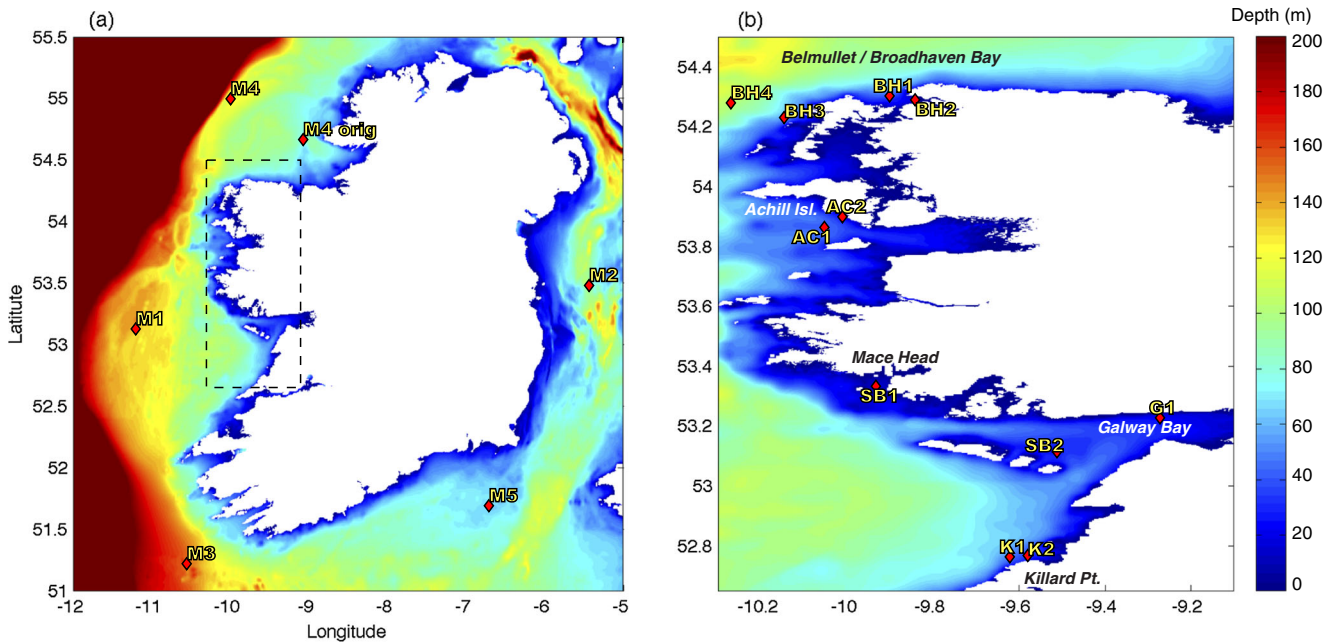 (a)
55.5
55
54.5
54
53.5
53
52.5
52
51.5
51
Latitute
-12
-11
-10
-9
-8
-7
-6
-5
Longitude
M4
M4 orig
M2
M1
M5
M3
(b)
54.4
54.2
54
53.8
53.6
53.4
53.2
53
52.8
-10.2
-10
-9.8
-9.6
-9.4
-9.2
Belmullet / Broadhaven Bay
BH4
BH1
BH3
BH2
Achill Isl.
AC2
AC1
Mace Head
SB1
G1
Galway Bay
SB2
K1
K2
Killard Pt.
Depth (m)
200
180
160
140
120
100
80
60
40
20
0